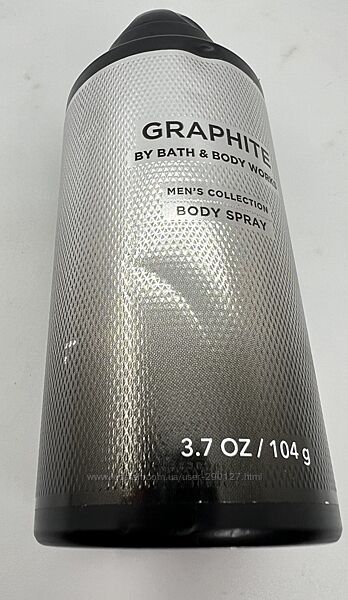 GRAPHITE
BY BATH & BODY WORKS
MEN'S COLLECTION
BODY SPRAY
3.7 OZ / 104 g